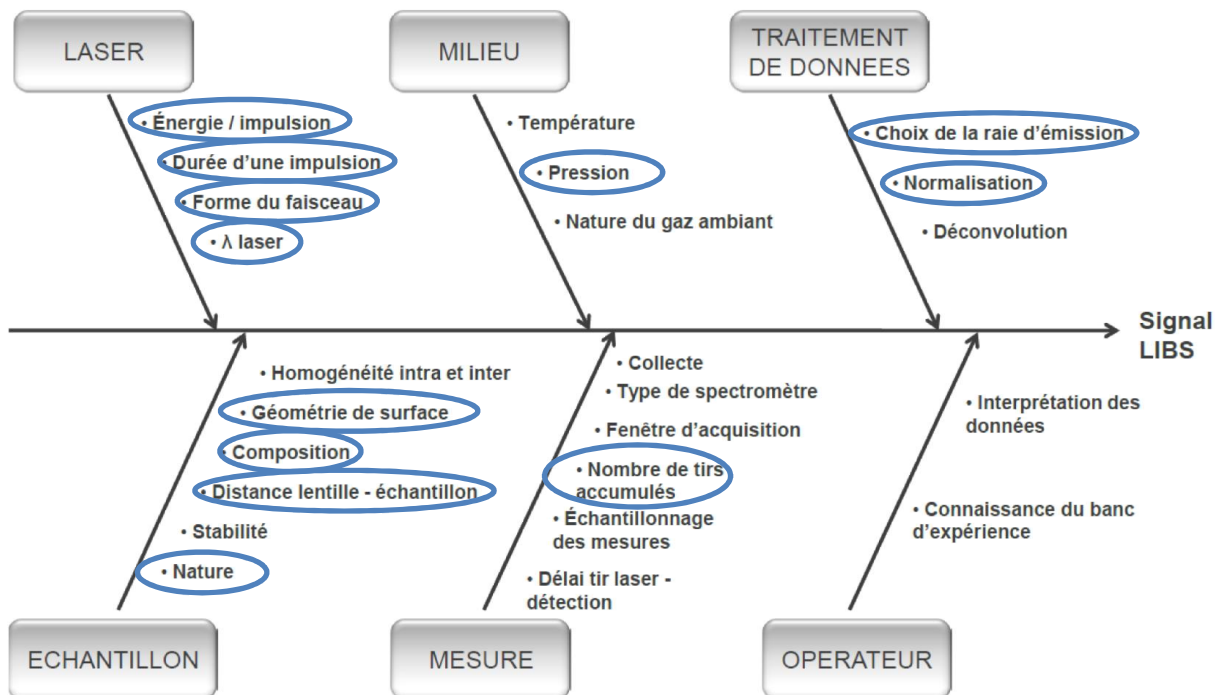 LASER
MILIEU
TRAITEMENT
DE DONNEES
• Énergie / impulsion
• Durée d'une impulsion
• Forme du faisceau
• λ laser
• Température
• Pression
• Nature du gaz ambiant
• Choix de la raie d'émission
• Normalisation
• Déconvolution
Signal
LIBS
• Homogénéité intra et inter
• Géométrie de surface
• Composition
• Distance lentille - échantillon
• Stabilité
• Nature
• Collecte
• Type de spectromètre
• Fenêtre d'acquisition
• Nombre de tirs
accumulés
• Échantillonnage
des mesures
• Délai tir laser -
détection
• Interprétation des
données
• Connaissance du banc
d'expérience
ECHANTILLON
MESURE
OPERATEUR